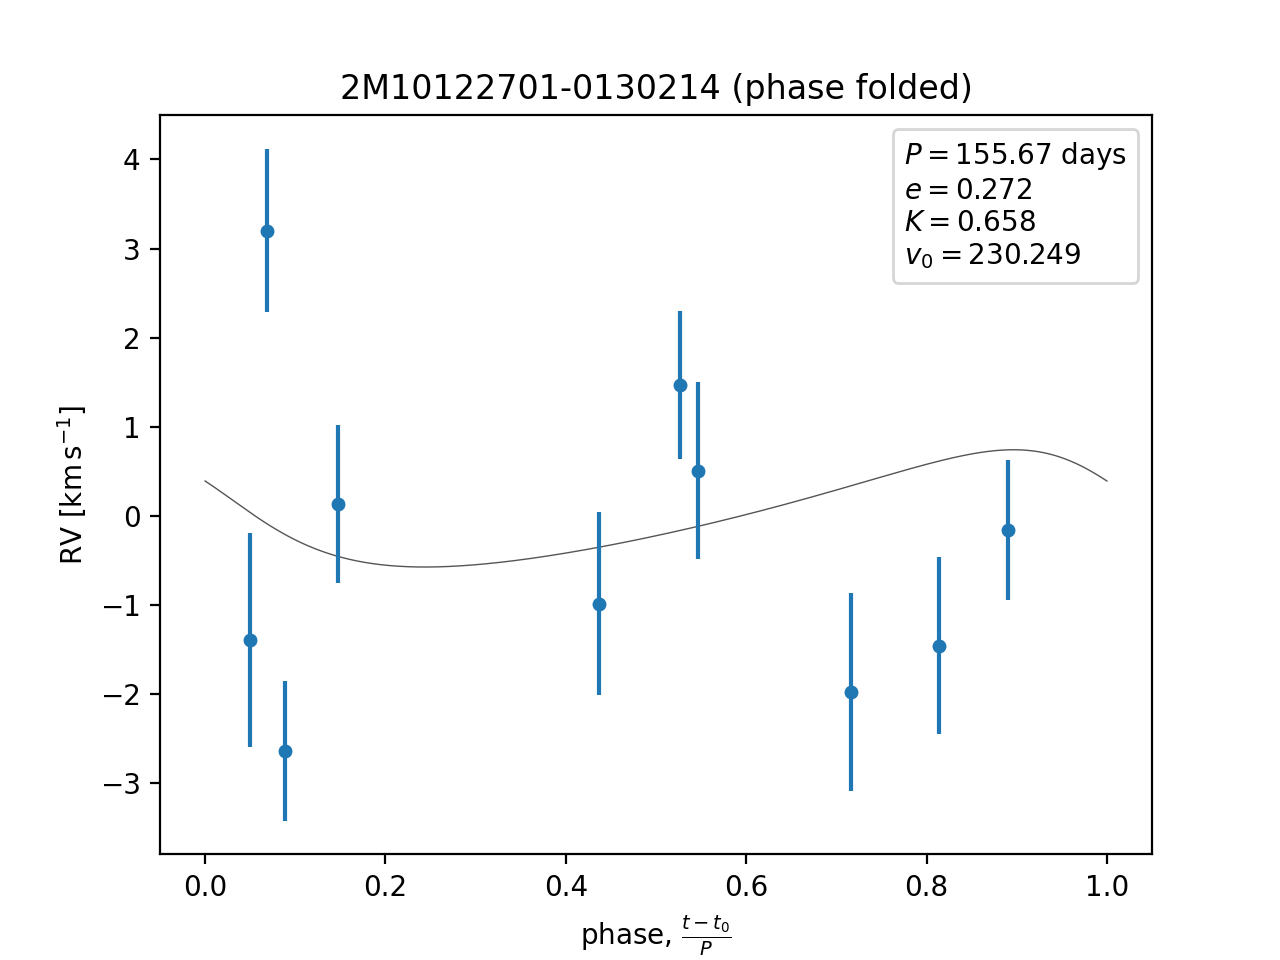 2M10122701-0130214 (phase folded)
P = 155.67 days
e = 0.272
K = 0.658
v₀ = 230.249
4
3
2
1
0
−1
−2
−3
RV [km s⁻¹]
0.0 0.2 0.4 0.6 0.8 1.0
phase, (t − t₀)/P